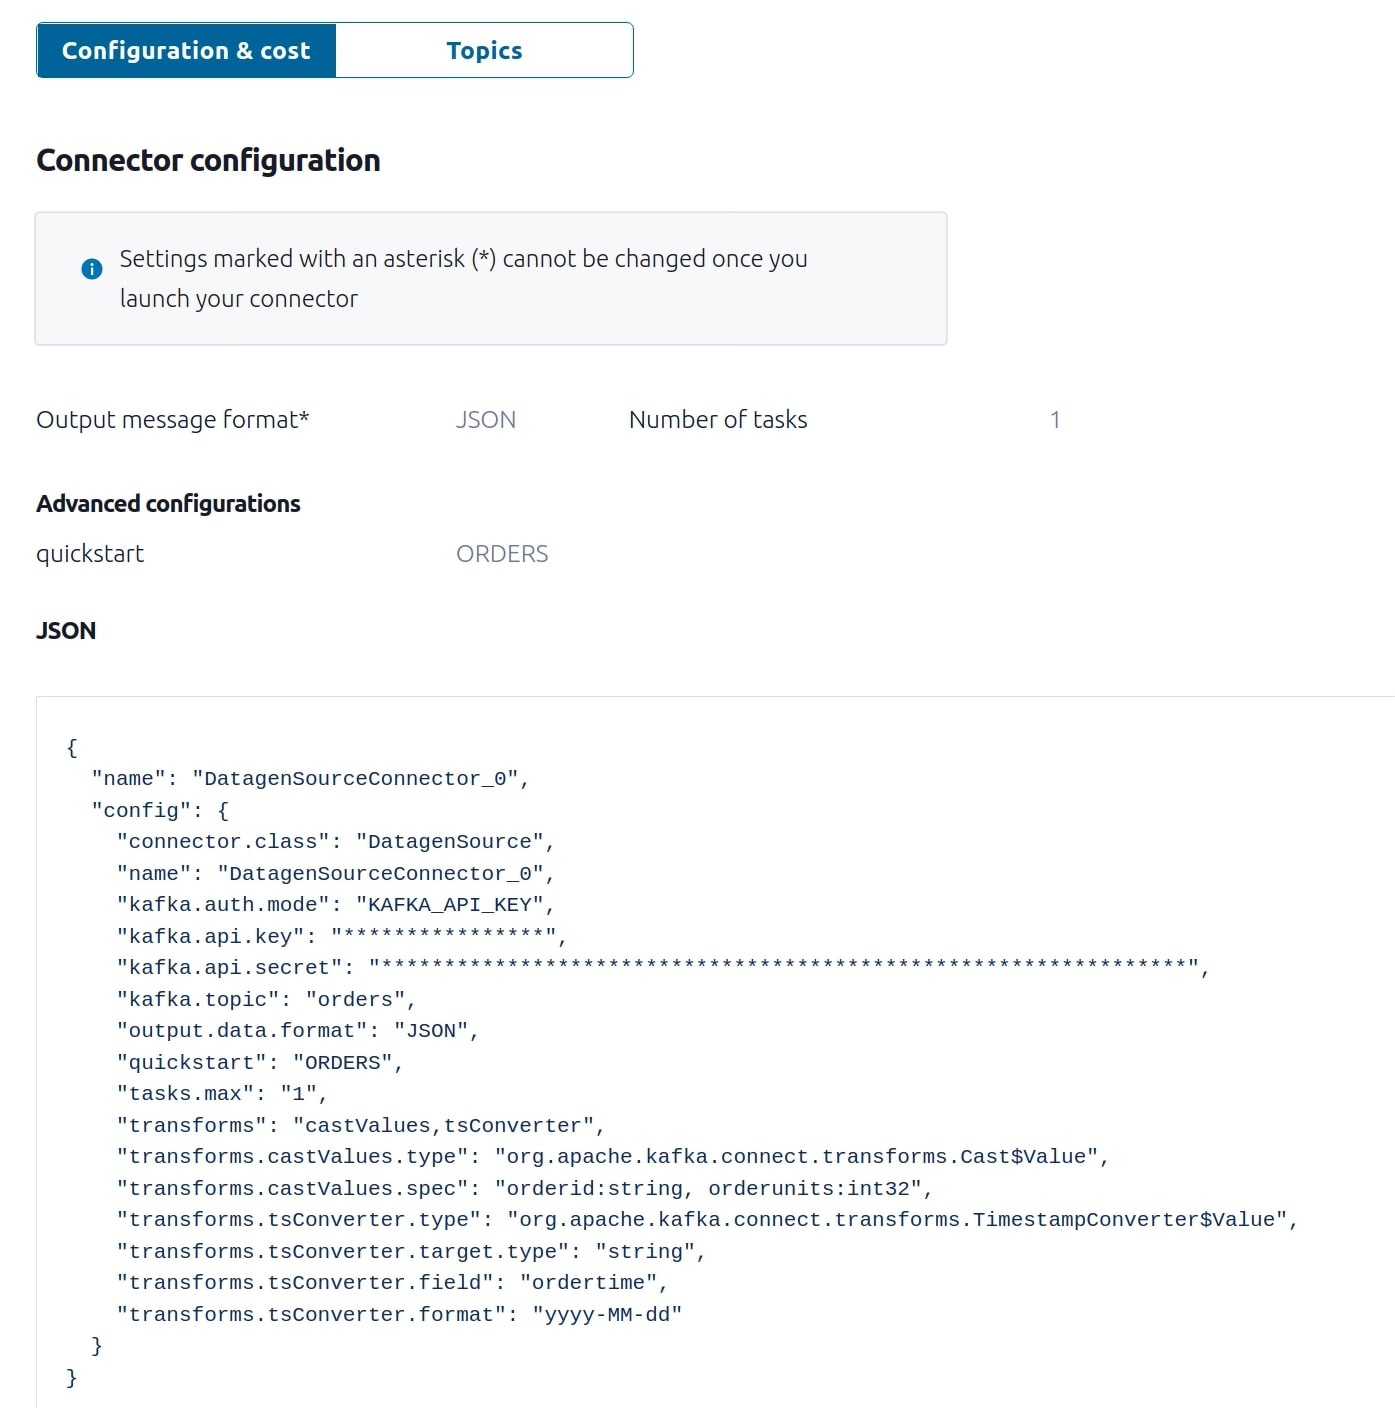 Configuration & cost
Topics
Connector configuration
Settings marked with an asterisk (*) cannot be changed once you
launch your connector
Output message format* JSON Number of tasks 1
Advanced configurations
quickstart ORDERS
JSON
{
  "name": "DatagenSourceConnector_0",
  "config": {
    "connector.class": "DatagenSource",
    "name": "DatagenSourceConnector_0",
    "kafka.auth.mode": "KAFKA_API_KEY",
    "kafka.api.key": "****************",
    "kafka.api.secret": "****************************************************************",
    "kafka.topic": "orders",
    "output.data.format": "JSON",
    "quickstart": "ORDERS",
    "tasks.max": "1",
    "transforms": "castValues,tsConverter",
    "transforms.castValues.type": "org.apache.kafka.connect.transforms.Cast$Value",
    "transforms.castValues.spec": "orderid:string, orderunits:int32",
    "transforms.tsConverter.type": "org.apache.kafka.connect.transforms.TimestampConverter$Value",
    "transforms.tsConverter.target.type": "string",
    "transforms.tsConverter.field": "ordertime",
    "transforms.tsConverter.format": "yyyy-MM-dd"
  }
}